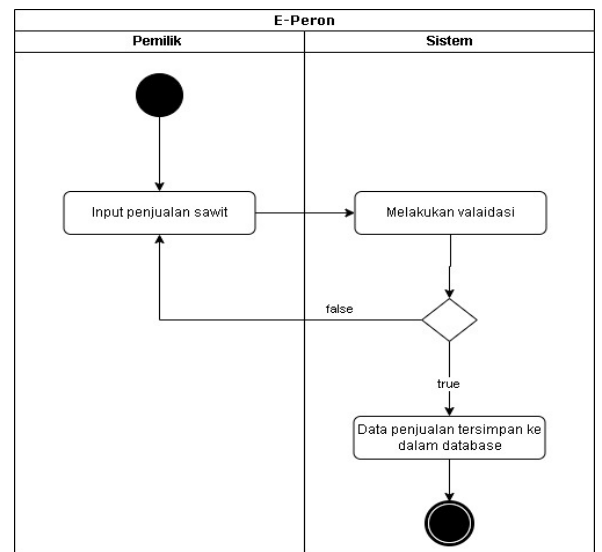 E-Peron
Pemilik
Sistem
Input penjualan sawit
Melakukan valaidasi
false
true
Data penjualan tersimpan ke
dalam database